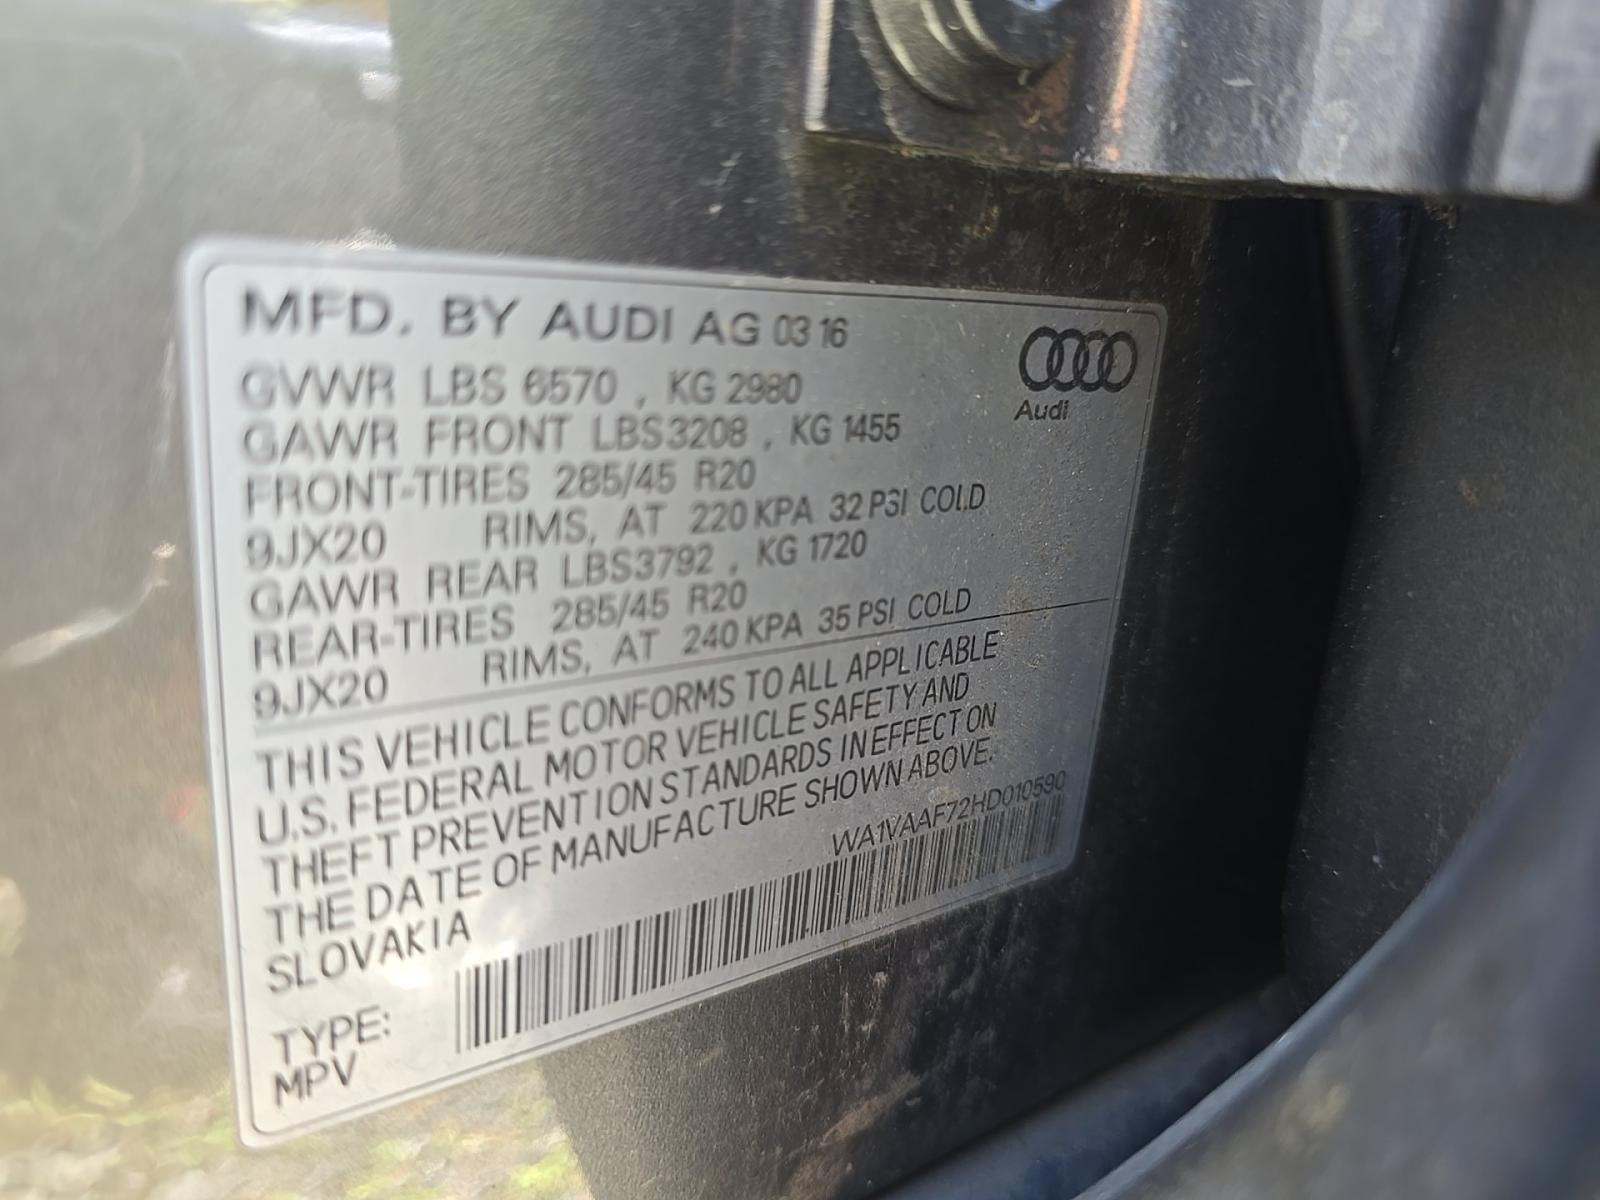 MFD. BY AUDI AG 03 16
GVWR LBS 6570 , KG 2980
GAWR FRONT LBS3208 , KG 1455
FRONT-TIRES 285/45 R20
9JX20 RIMS, AT 220 KPA 32 PSI COLD
GAWR REAR LBS3792 , KG 1720
REAR-TIRES 285/45 R20
9JX20 RIMS, AT 240 KPA 35 PSI COLD
THIS VEHICLE CONFORMS TO ALL APPLICABLE
U.S. FEDERAL MOTOR VEHICLE SAFETY AND
THEFT PREVENTION STANDARDS IN EFFECT ON
THE DATE OF MANUFACTURE SHOWN ABOVE.
SLOVAKIA
WA1VAAF72HD010590
TYPE:
MPV
Audi